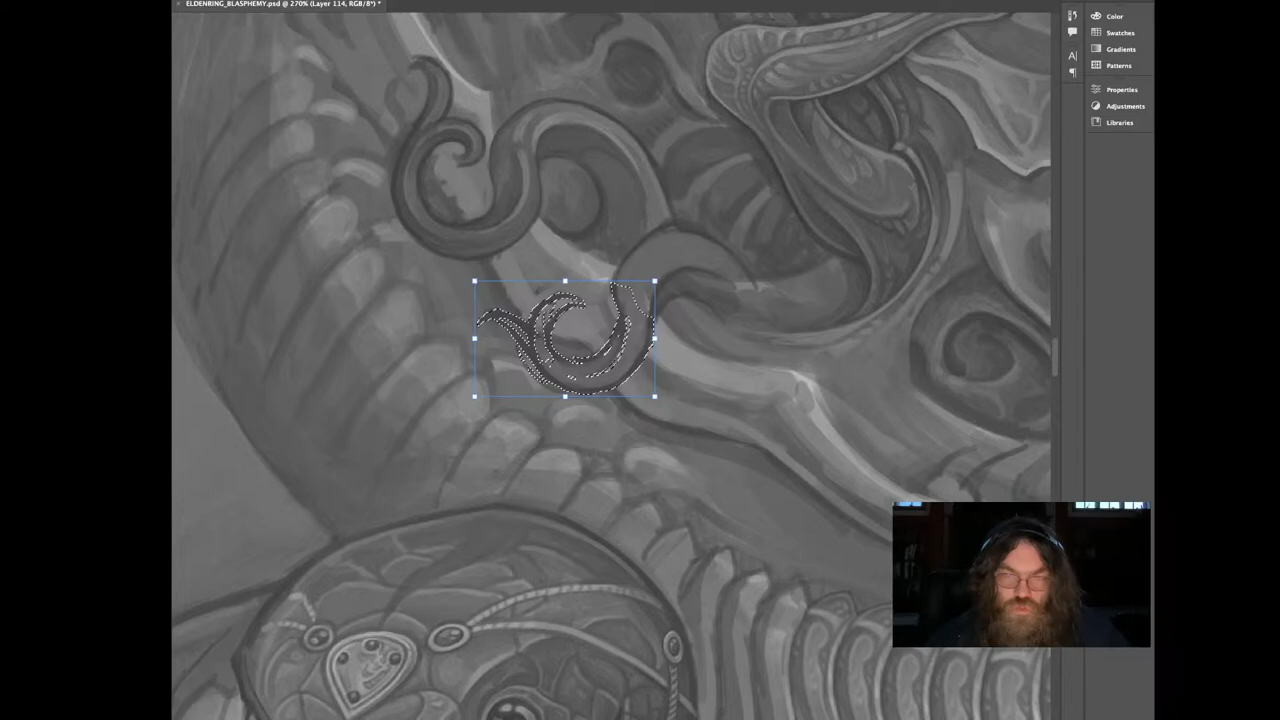 × ELDENRING_BLASPHEMY.psd @ 270% (Layer 114, RGB/8*) *
Color
Swatches
Gradients
A| Patterns
¶
Properties
Adjustments
Libraries